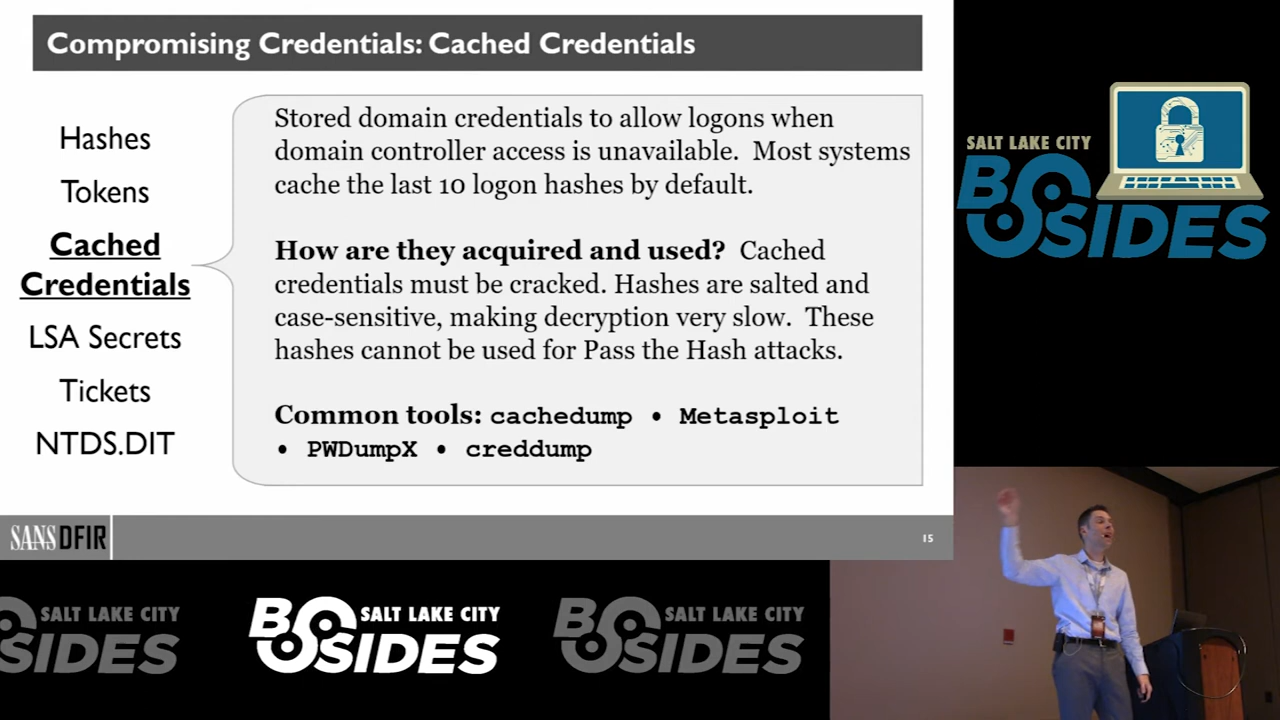 Compromising Credentials: Cached Credentials
Hashes
Tokens
Cached
Credentials
LSA Secrets
Tickets
NTDS.DIT
Stored domain credentials to allow logons when
domain controller access is unavailable. Most systems
cache the last 10 logon hashes by default.
How are they acquired and used? Cached
credentials must be cracked. Hashes are salted and
case-sensitive, making decryption very slow. These
hashes cannot be used for Pass the Hash attacks.
Common tools: cachedump • Metasploit
• PWDumpX • creddump
SANS DFIR
15
SALT LAKE CITY
BSIDES
SALT LAKE CITY
SIDES
SALT LAKE CITY
BSIDES
SALT LAKE CITY
BSIDES